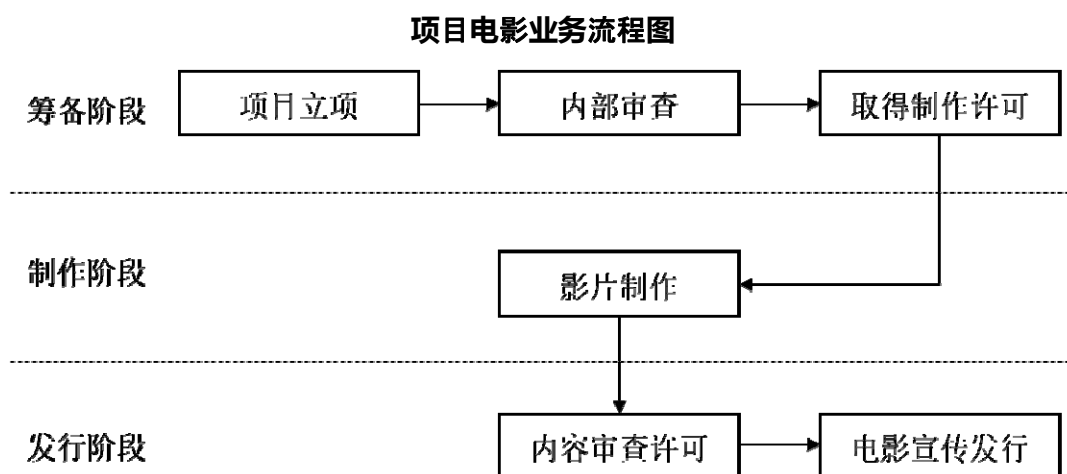 项目电影业务流程图
筹备阶段
项目立项
内部审查
取得制作许可
制作阶段
影片制作
发行阶段
内容审查许可
电影宣传发行